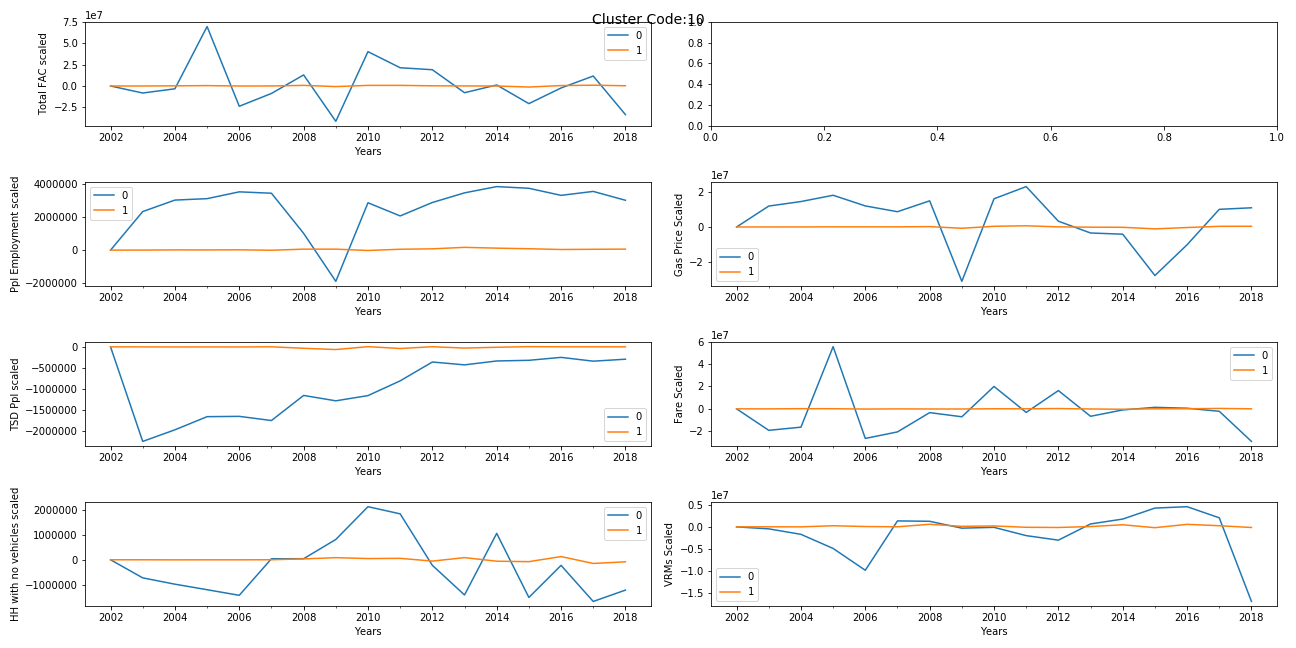 Cluster Code:10
1e7
7.5
5.0
2.5
0.0
−2.5
Total FAC scaled
0
1
2002 2004 2006 2008 2010 2012 2014 2016 2018
Years
1.0
0.8
0.6
0.4
0.2
0.0
0.0 0.2 0.4 0.6 0.8 1.0
4000000
2000000
0
−2000000
Ppl Employment scaled
0
1
2002 2004 2006 2008 2010 2012 2014 2016 2018
Years
1e7
2
0
−2
Gas Price Scaled
0
1
2002 2004 2006 2008 2010 2012 2014 2016 2018
Years
0
−500000
−1000000
−1500000
−2000000
TSD Ppl scaled
0
1
2002 2004 2006 2008 2010 2012 2014 2016 2018
Years
1e7
6
4
2
0
−2
Fare Scaled
0
1
2002 2004 2006 2008 2010 2012 2014 2016 2018
Years
2000000
1000000
0
−1000000
HH with no vehicles scaled
0
1
2002 2004 2006 2008 2010 2012 2014 2016 2018
Years
1e7
0.5
0.0
−0.5
−1.0
−1.5
VRMs Scaled
0
1
2002 2004 2006 2008 2010 2012 2014 2016 2018
Years